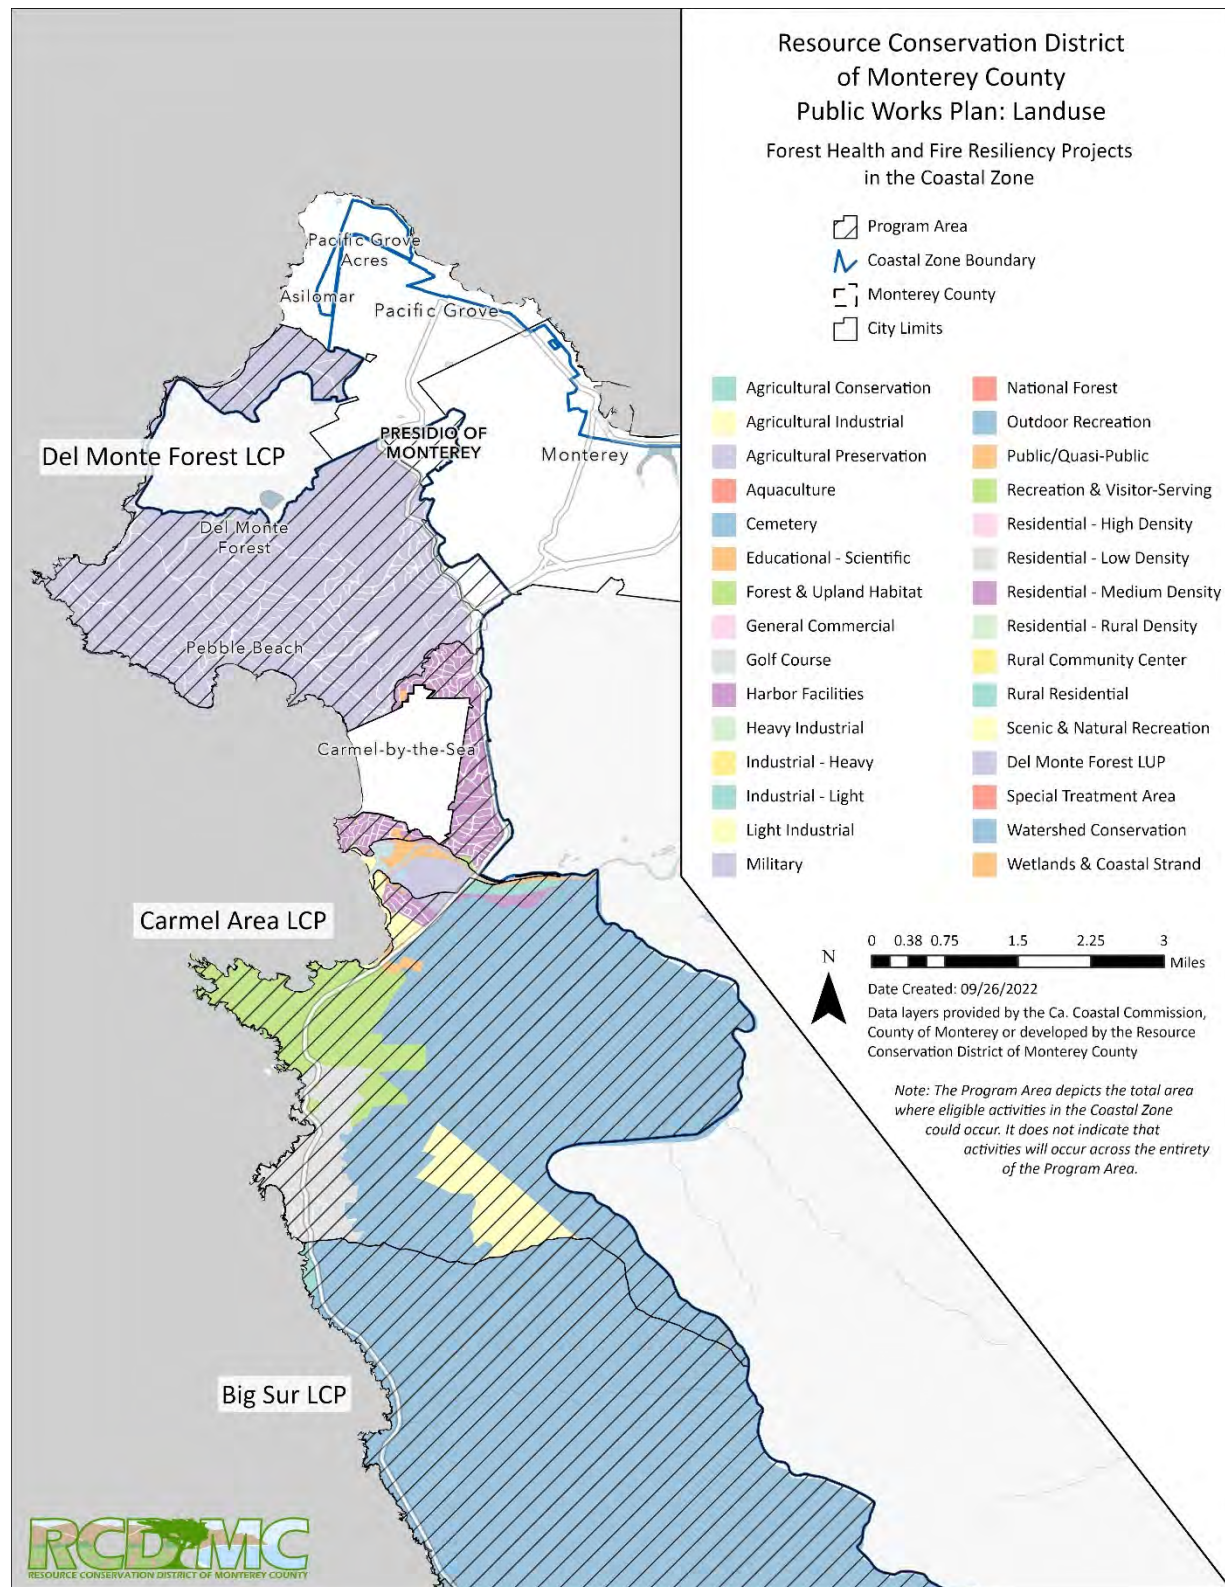 Resource Conservation District
of Monterey County
Public Works Plan: Landuse
Forest Health and Fire Resiliency Projects
in the Coastal Zone
Program Area
Coastal Zone Boundary
Monterey County
City Limits
Agricultural Conservation
Agricultural Industrial
Agricultural Preservation
Aquaculture
Cemetery
Educational - Scientific
Forest & Upland Habitat
General Commercial
Golf Course
Harbor Facilities
Heavy Industrial
Industrial - Heavy
Industrial - Light
Light Industrial
Military
National Forest
Outdoor Recreation
Public/Quasi-Public
Recreation & Visitor-Serving
Residential - High Density
Residential - Low Density
Residential - Medium Density
Residential - Rural Density
Rural Community Center
Rural Residential
Scenic & Natural Recreation
Del Monte Forest LUP
Special Treatment Area
Watershed Conservation
Wetlands & Coastal Strand
N
0 0.38 0.75 1.5 2.25 3
Miles
Date Created: 09/26/2022
Data layers provided by the Ca. Coastal Commission,
County of Monterey or developed by the Resource
Conservation District of Monterey County
Note: The Program Area depicts the total area
where eligible activities in the Coastal Zone
could occur. It does not indicate that
activities will occur across the entirety
of the Program Area.
Pacific Grove
Acres
Asilomar
Pacific Grove
PRESIDIO OF
MONTEREY
Monterey
Del Monte Forest LCP
Del Monte
Forest
Pebble Beach
Carmel-by-the-Sea
Carmel Area LCP
Big Sur LCP
RCDMC
RESOURCE CONSERVATION DISTRICT OF MONTEREY COUNTY